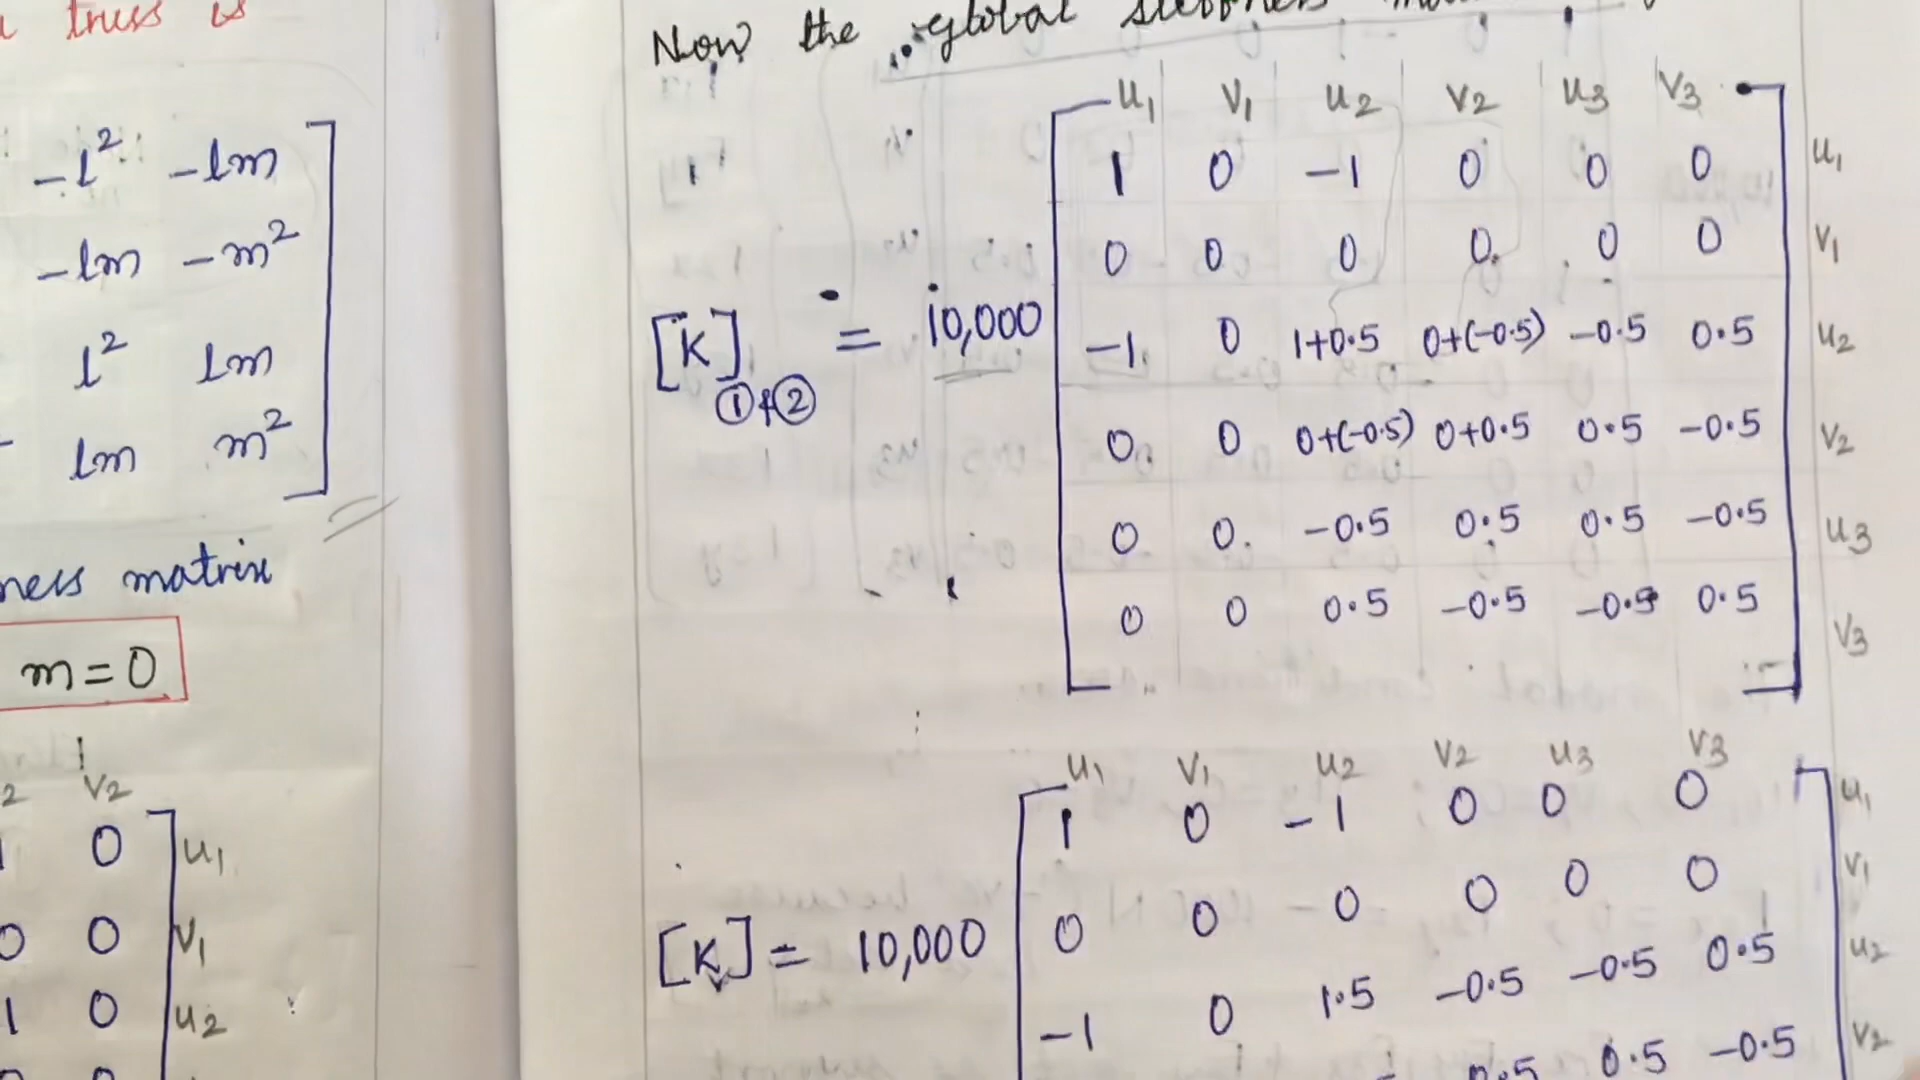 truss is
-l² -lm
-lm -m²
l² lm
lm m²
ness matrix
m=0
2 V2
0 u1
0 0 V1
1 0 u2
Now the global stiffness
u1 V1 u2 V2 u3 V3
1 0 -1 0 0 0 u1
0 0 0 0 0 0 V1
[K]①+② = 10,000 -1 0 1+0.5 0+(-0.5) -0.5 0.5 u2
0 0 0+(-0.5) 0+0.5 0.5 -0.5 V2
0 0 -0.5 0.5 0.5 -0.5 u3
0 0 0.5 -0.5 -0.5 0.5 V3
u1 V1 u2 V2 u3 V3
1 0 -1 0 0 0 u1
0 0 0 0 0 0 V1
[K] = 10,000 -1 0 1.5 -0.5 -0.5 0.5 u2
0.5 0.5 -0.5 V2